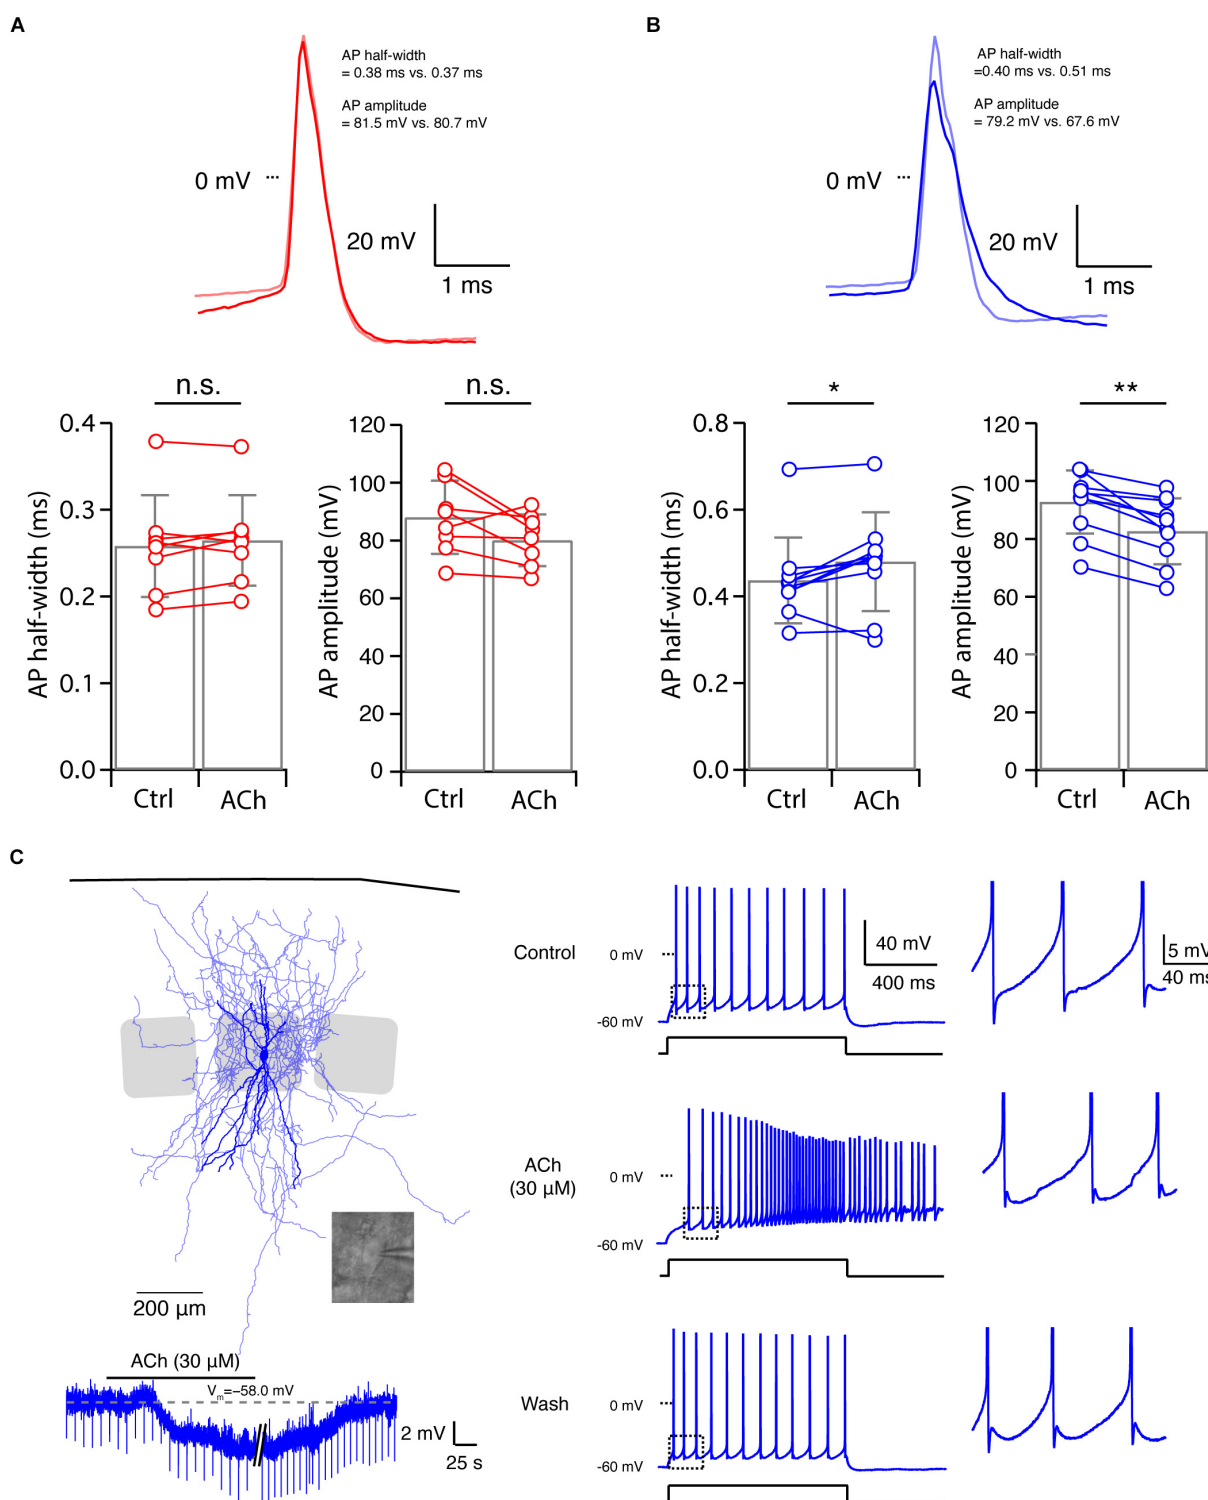 A
AP half-width
= 0.38 ms vs. 0.37 ms
AP amplitude
= 81.5 mV vs. 80.7 mV
0 mV
20 mV
1 ms
n.s.
AP half-width (ms)
0.4
0.3
0.2
0.1
0.0
Ctrl
ACh
n.s.
AP amplitude (mV)
120
100
80
60
40
20
0
Ctrl
ACh
B
AP half-width
=0.40 ms vs. 0.51 ms
AP amplitude
= 79.2 mV vs. 67.6 mV
0 mV
20 mV
1 ms
*
AP half-width (ms)
0.8
0.6
0.4
0.2
0.0
Ctrl
ACh
**
AP amplitude (mV)
120
100
80
60
40
20
0
Ctrl
ACh
C
200 µm
ACh (30 µM)
Vm=−58.0 mV
2 mV
25 s
Control
0 mV
-60 mV
40 mV
400 ms
5 mV
40 ms
ACh
(30 µM)
0 mV
-60 mV
Wash
0 mV
-60 mV